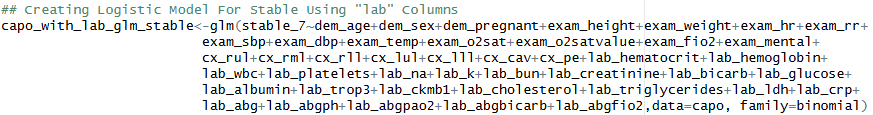 ## Creating Logistic Model For Stable Using "lab" Columns
capo_with_lab_glm_stable<-glm(stable_7~dem_age+dem_sex+dem_pregnant+exam_height+exam_weight+exam_hr+exam_rr+
exam_sbp+exam_dbp+exam_temp+exam_o2sat+exam_o2satvalue+exam_fio2+exam_mental+
cx_rul+cx_rml+cx_rll+cx_lul+cx_lll+cx_cav+cx_pe+lab_hematocrit+lab_hemoglobin+
lab_wbc+lab_platelets+lab_na+lab_k+lab_bun+lab_creatinine+lab_bicarb+lab_glucose+
lab_albumin+lab_trop3+lab_ckmb1+lab_cholesterol+lab_triglycerides+lab_ldh+lab_crp+
lab_abg+lab_abgph+lab_abgpao2+lab_abgbicarb+lab_abgfio2,data=capo, family=binomial)